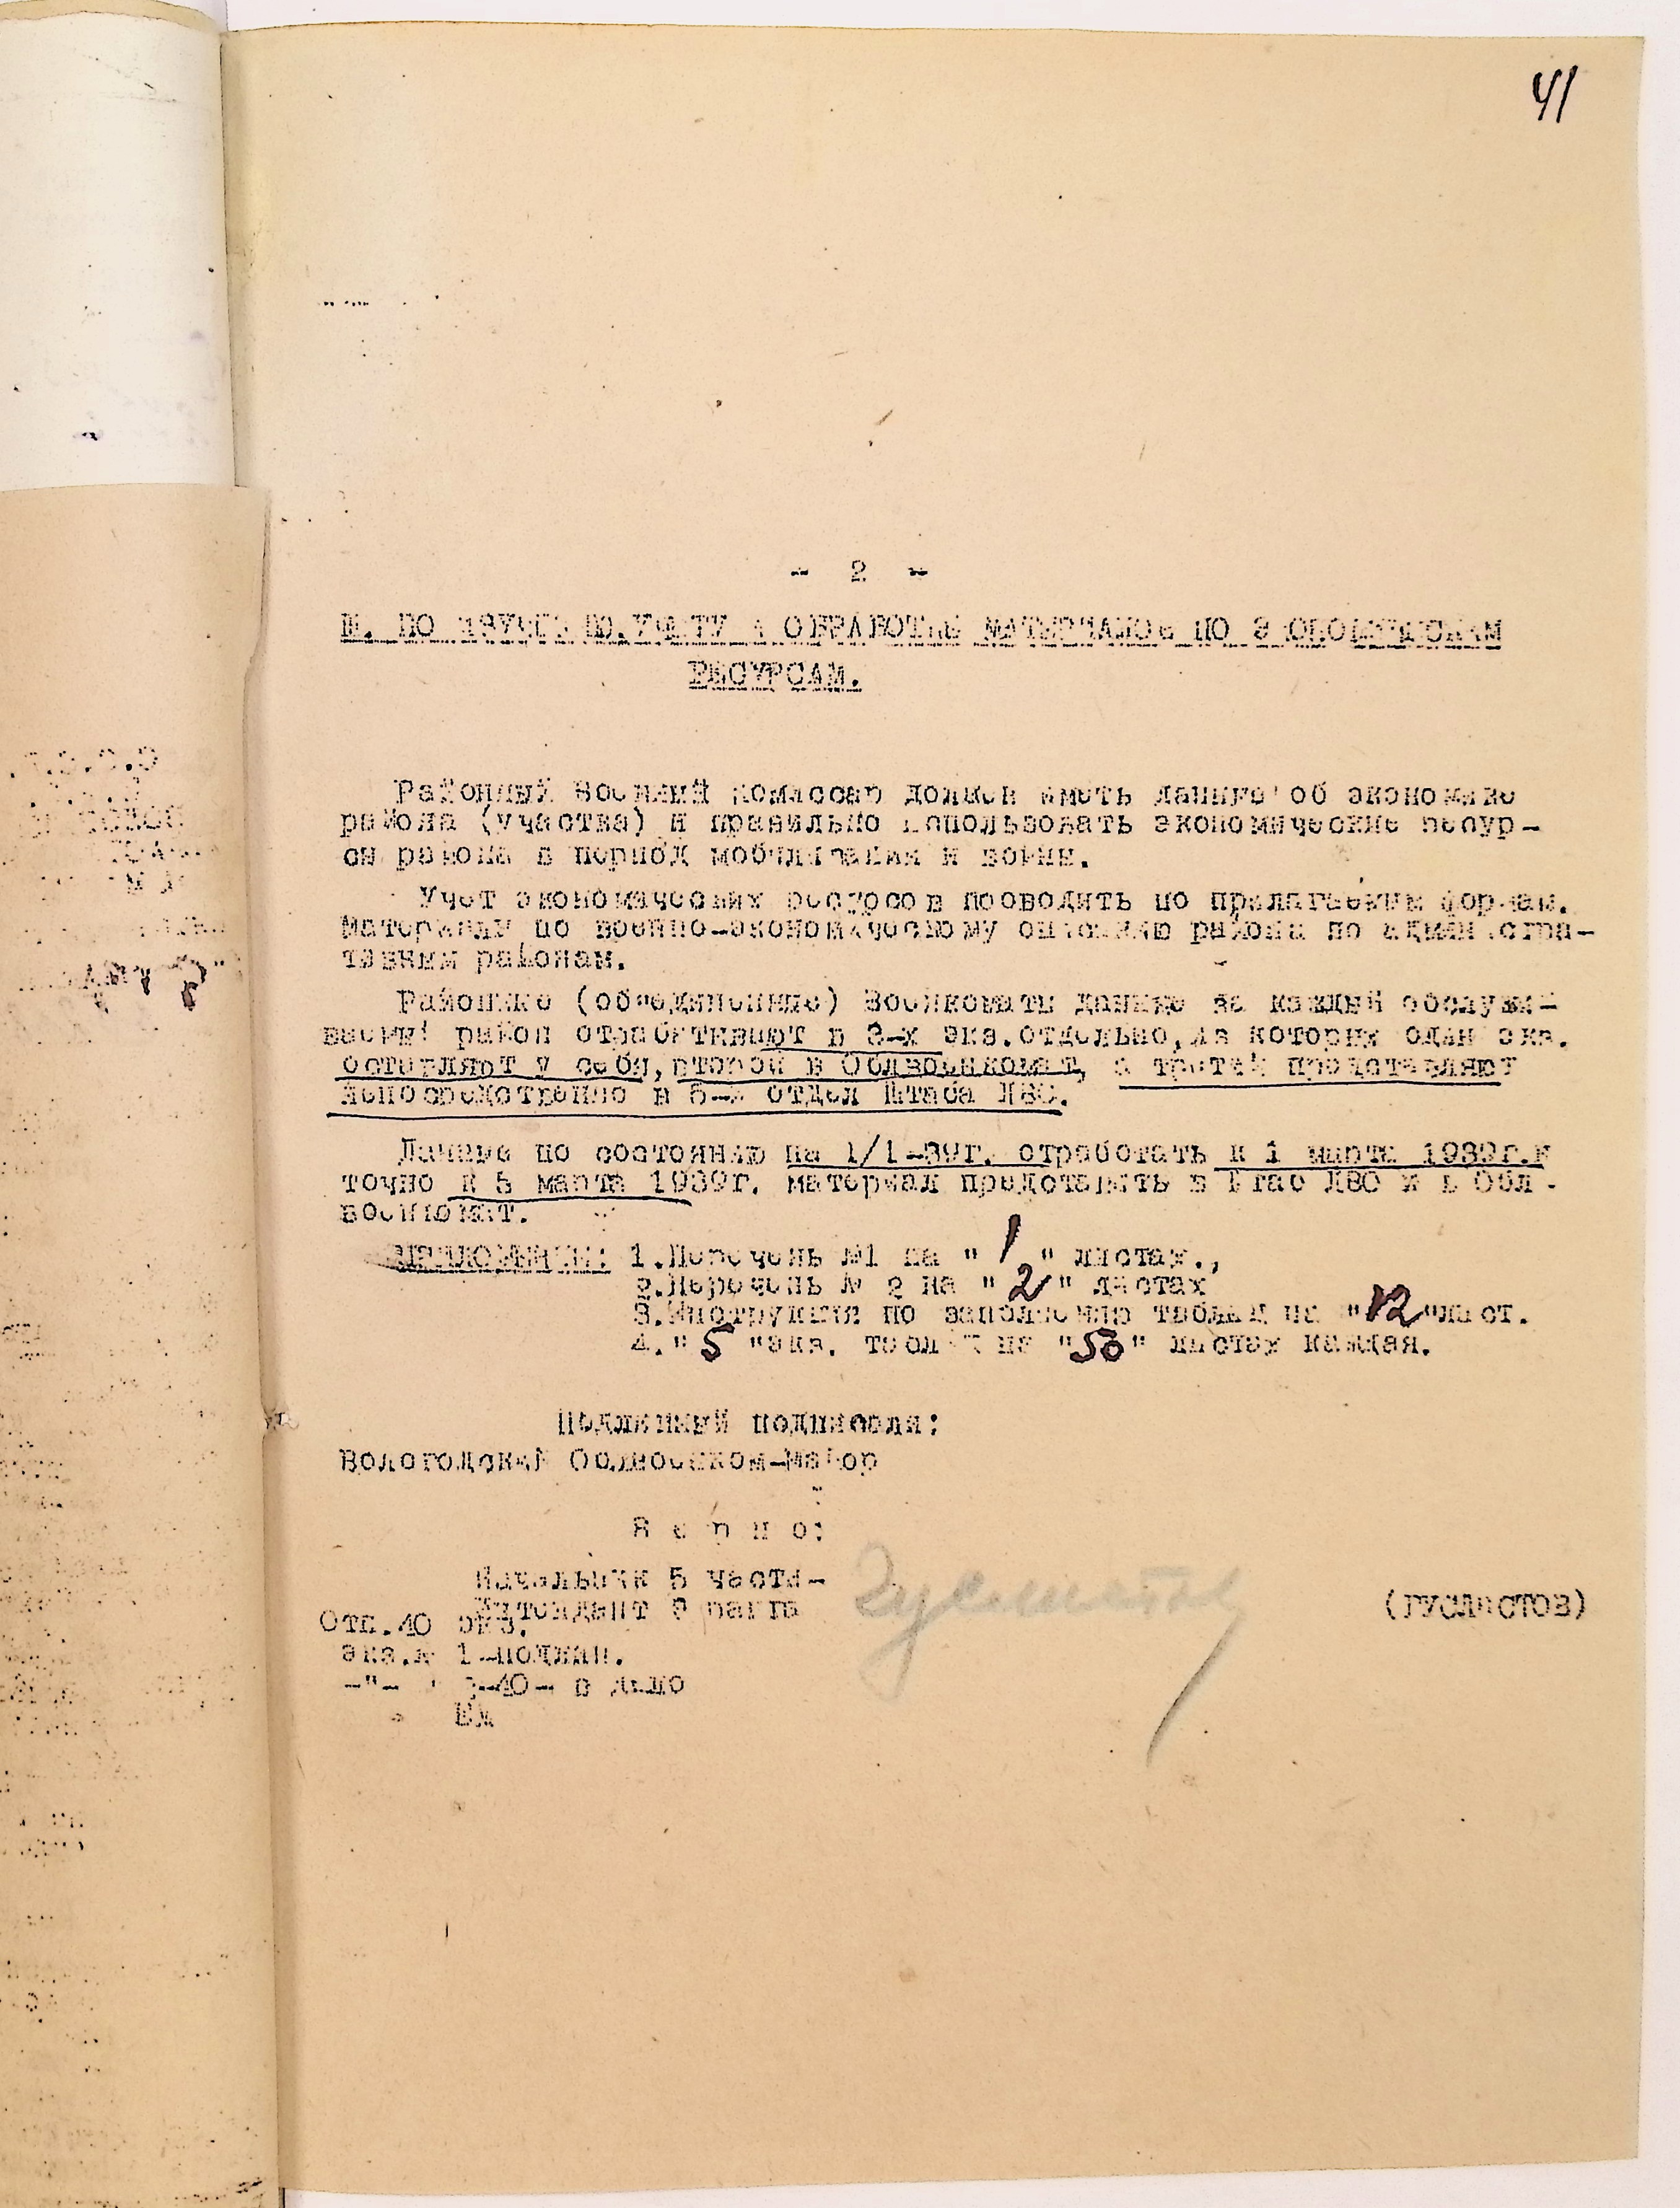 41
- 2 -
Ш. ПО ИЗУЧЕНИЮ, УЧЕТУ И ОБРАБОТКЕ МАТЕРИАЛОВ ПО ЭКОНОМИЧЕСКИМ
РЕСУРСАМ.
Районный Военный комиссар должен иметь данные об экономике
района (участка) и правильно использовать экономические ресур-
сы района в период мобилизации и войны.
Учет экономических ресурсов проводить по прилагаемым формам.
Материалы по военно-экономическому описанию района по администра-
тивным районам.
Районные (объединенные) Военкоматы данные за каждый обслужи-
ваемый район отрабатывают в 3-х экз.отдельно,из которых один экз.
оставляют у себя, второй в Облвоенкомат, а третий представляют
непосредственно в 5-й отдел Штаба ЛВО.
Данные по состоянию на 1/1-39г. отработать к 1 марта 1939г.и
точно к 5 марта 1939г. материал представить в Штаб ЛВО и в Обл-
военкомат.
ПРИЛОЖЕНИЕ: 1.Перечень №1 на " 1 " листах.,
2.Перечень № 2 на " 2 " листах
3.Инструкция по заполнению таблиц на "12"лист.
4." 5 "экз. таблиц на "50" листах каждая.
Подлинный подписали:
Вологодский Облвоенком-Майор
В е р н о:
Начальник 5 части-
Интендант 3 ранга
(ГУСЛИСТОВ)
Отп.40 экз.
экз.№ 1-подлин.
-"- 2-40- в дело
ЕМ